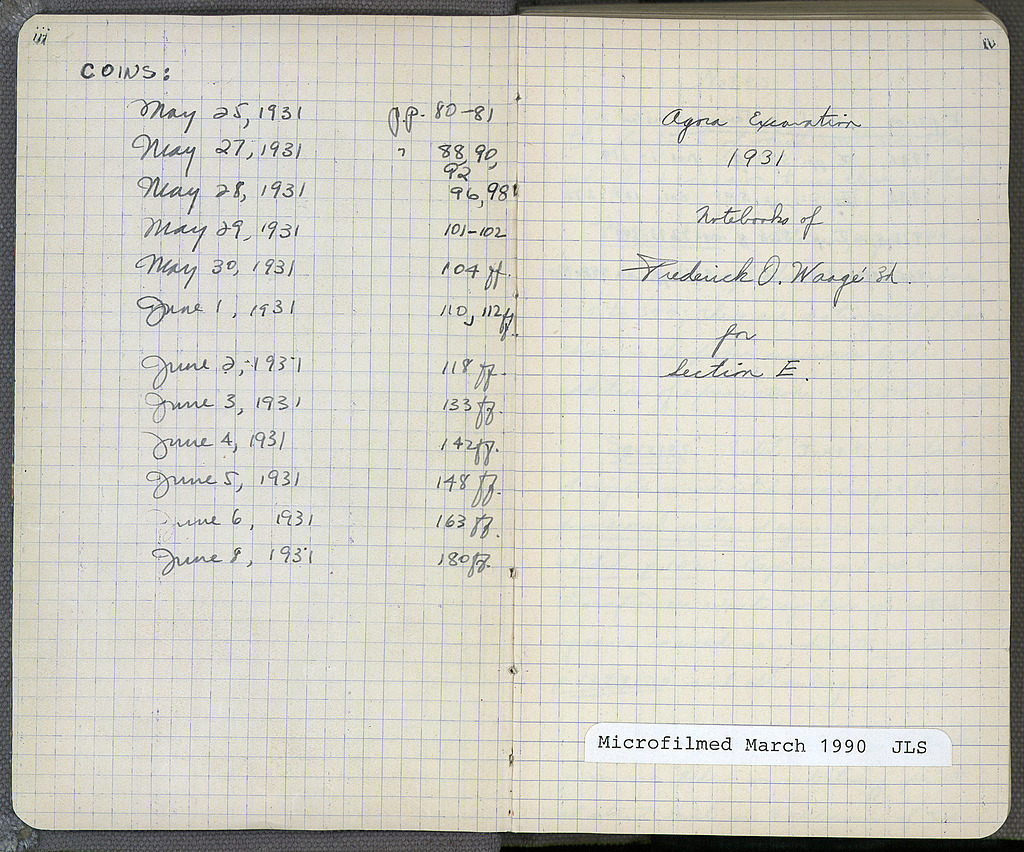 iii
COINS:
May 25, 1931 p.p. 80-81
May 27, 1931 " 88, 90,
92
May 28, 1931 96, 98
May 29, 1931 101-102
May 30, 1931 104 ff.
June 1, 1931 110, 112 ff.
June 2, 1931 118 ff.
June 3, 1931 133 ff.
June 4, 1931 142 ff.
June 5, 1931 148 ff.
June 6, 1931 163 ff.
June 8, 1931 180 ff.
iv
Agora Excavation
1931
Notebooks of
Frederick O. Waagé 3d.
for
Section E.
Microfilmed March 1990 JLS